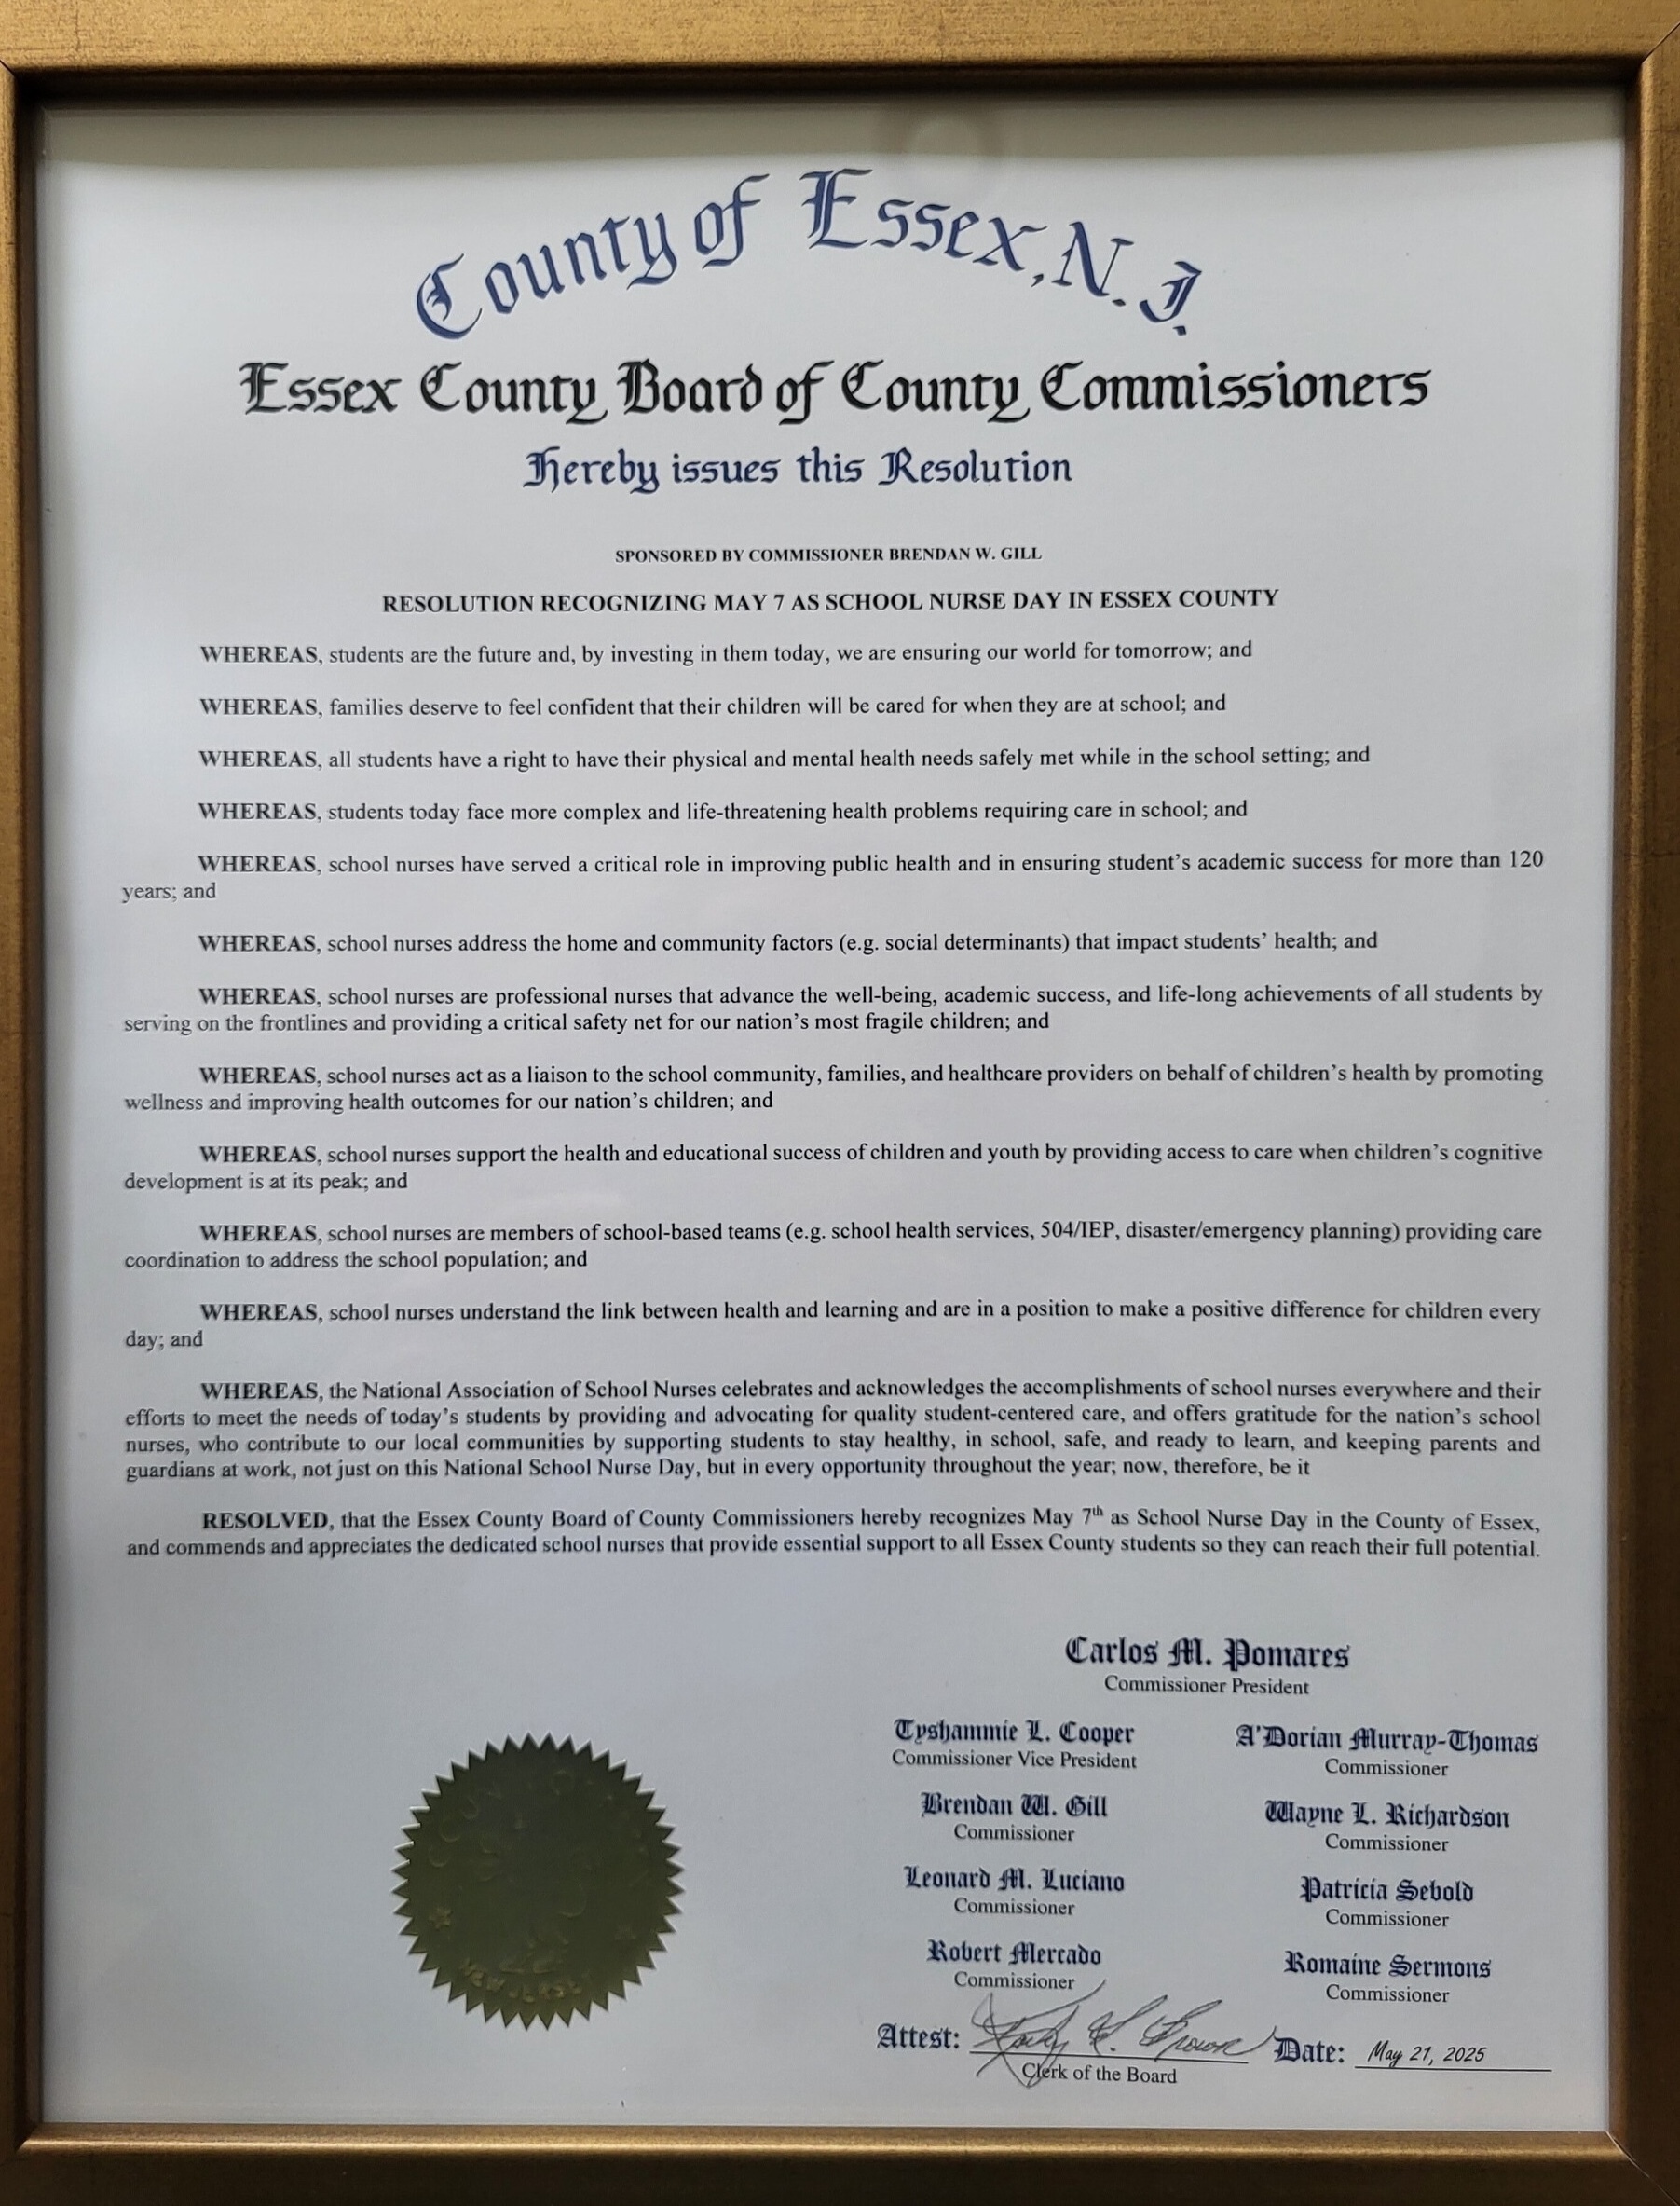 County of Essex, N.J.
Essex County Board of County Commissioners
Hereby issues this Resolution
SPONSORED BY COMMISSIONER BRENDAN W. GILL
RESOLUTION RECOGNIZING MAY 7 AS SCHOOL NURSE DAY IN ESSEX COUNTY
WHEREAS, students are the future and, by investing in them today, we are ensuring our world for tomorrow; and
WHEREAS, families deserve to feel confident that their children will be cared for when they are at school; and
WHEREAS, all students have a right to have their physical and mental health needs safely met while in the school setting; and
WHEREAS, students today face more complex and life-threatening health problems requiring care in school; and
WHEREAS, school nurses have served a critical role in improving public health and in ensuring student's academic success for more than 120
years; and
WHEREAS, school nurses address the home and community factors (e.g. social determinants) that impact students' health; and
WHEREAS, school nurses are professional nurses that advance the well-being, academic success, and life-long achievements of all students by
serving on the frontlines and providing a critical safety net for our nation's most fragile children; and
WHEREAS, school nurses act as a liaison to the school community, families, and healthcare providers on behalf of children's health by promoting
wellness and improving health outcomes for our nation's children; and
WHEREAS, school nurses support the health and educational success of children and youth by providing access to care when children's cognitive
development is at its peak; and
WHEREAS, school nurses are members of school-based teams (e.g. school health services, 504/IEP, disaster/emergency planning) providing care
coordination to address the school population; and
WHEREAS, school nurses understand the link between health and learning and are in a position to make a positive difference for children every
day; and
WHEREAS, the National Association of School Nurses celebrates and acknowledges the accomplishments of school nurses everywhere and their
efforts to meet the needs of today's students by providing and advocating for quality student-centered care, and offers gratitude for the nation's school
nurses, who contribute to our local communities by supporting students to stay healthy, in school, safe, and ready to learn, and keeping parents and
guardians at work, not just on this National School Nurse Day, but in every opportunity throughout the year; now, therefore, be it
RESOLVED, that the Essex County Board of County Commissioners hereby recognizes May 7th as School Nurse Day in the County of Essex,
and commends and appreciates the dedicated school nurses that provide essential support to all Essex County students so they can reach their full potential.
Carlos M. Pomares
Commissioner President
Tyshammie L. Cooper
Commissioner Vice President
A'Dorian Murray-Thomas
Commissioner
Brendan W. Gill
Commissioner
Wayne L. Richardson
Commissioner
Leonard M. Luciano
Commissioner
Patricia Sebold
Commissioner
Robert Mercado
Commissioner
Romaine Sermons
Commissioner
Attest:
Clerk of the Board
Date: May 21, 2025
NEW JERSEY